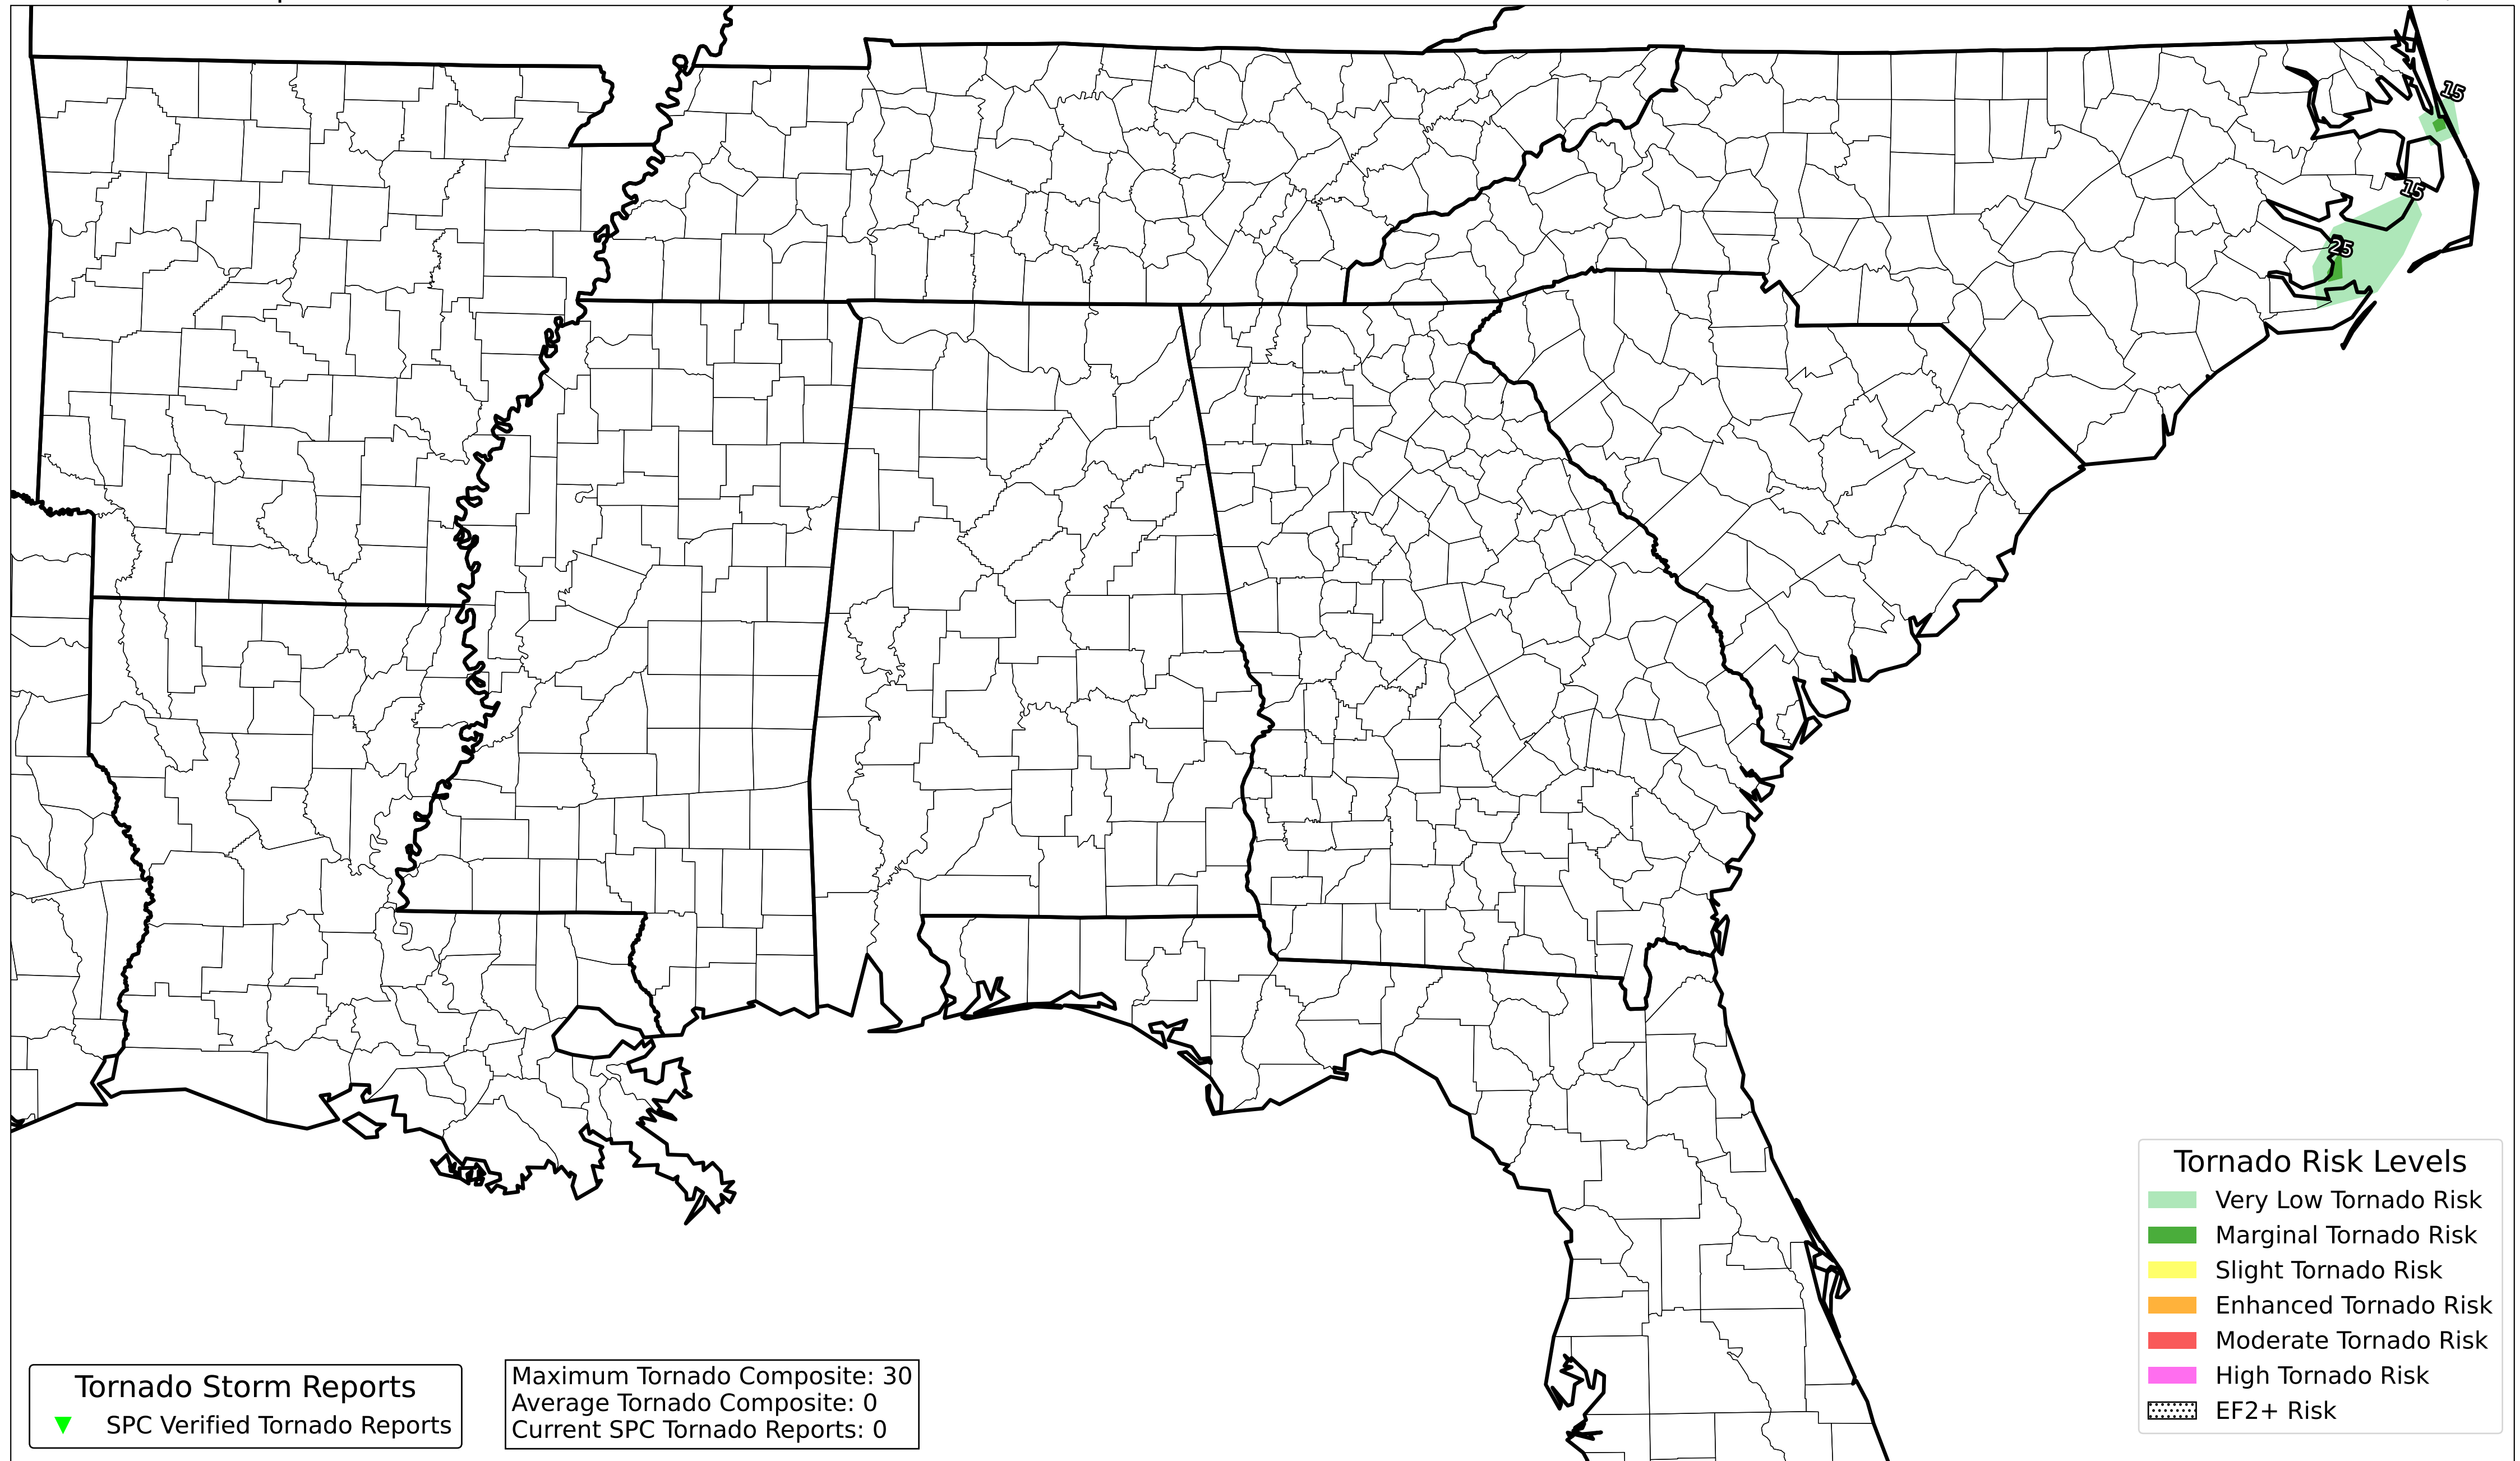 15
15
25
Tornado Risk Levels
Very Low Tornado Risk
Marginal Tornado Risk
Slight Tornado Risk
Enhanced Tornado Risk
Moderate Tornado Risk
High Tornado Risk
EF2+ Risk
Tornado Storm Reports
SPC Verified Tornado Reports
Maximum Tornado Composite: 30
Average Tornado Composite: 0
Current SPC Tornado Reports: 0